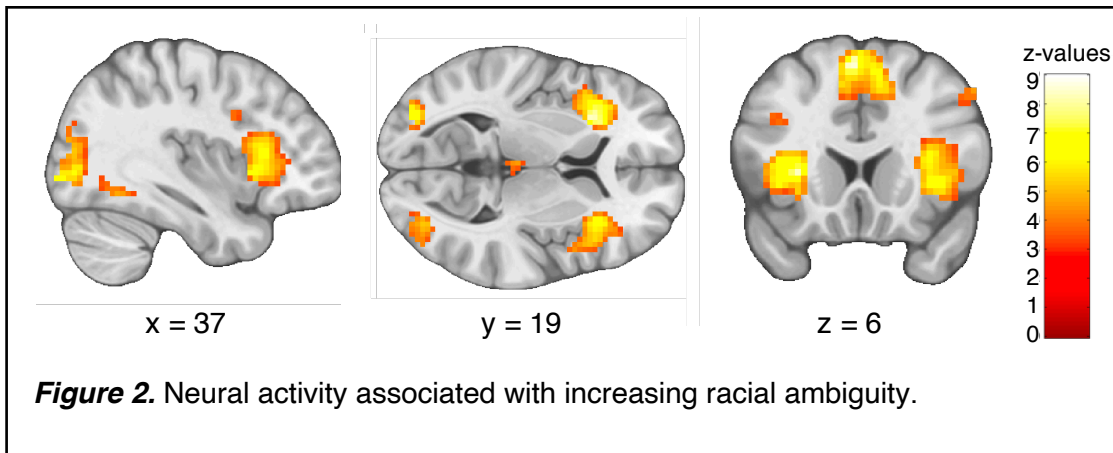 z-values
9
8
7
6
5
4
3
2
1
0
x = 37
y = 19
z = 6
Figure 2. Neural activity associated with increasing racial ambiguity.